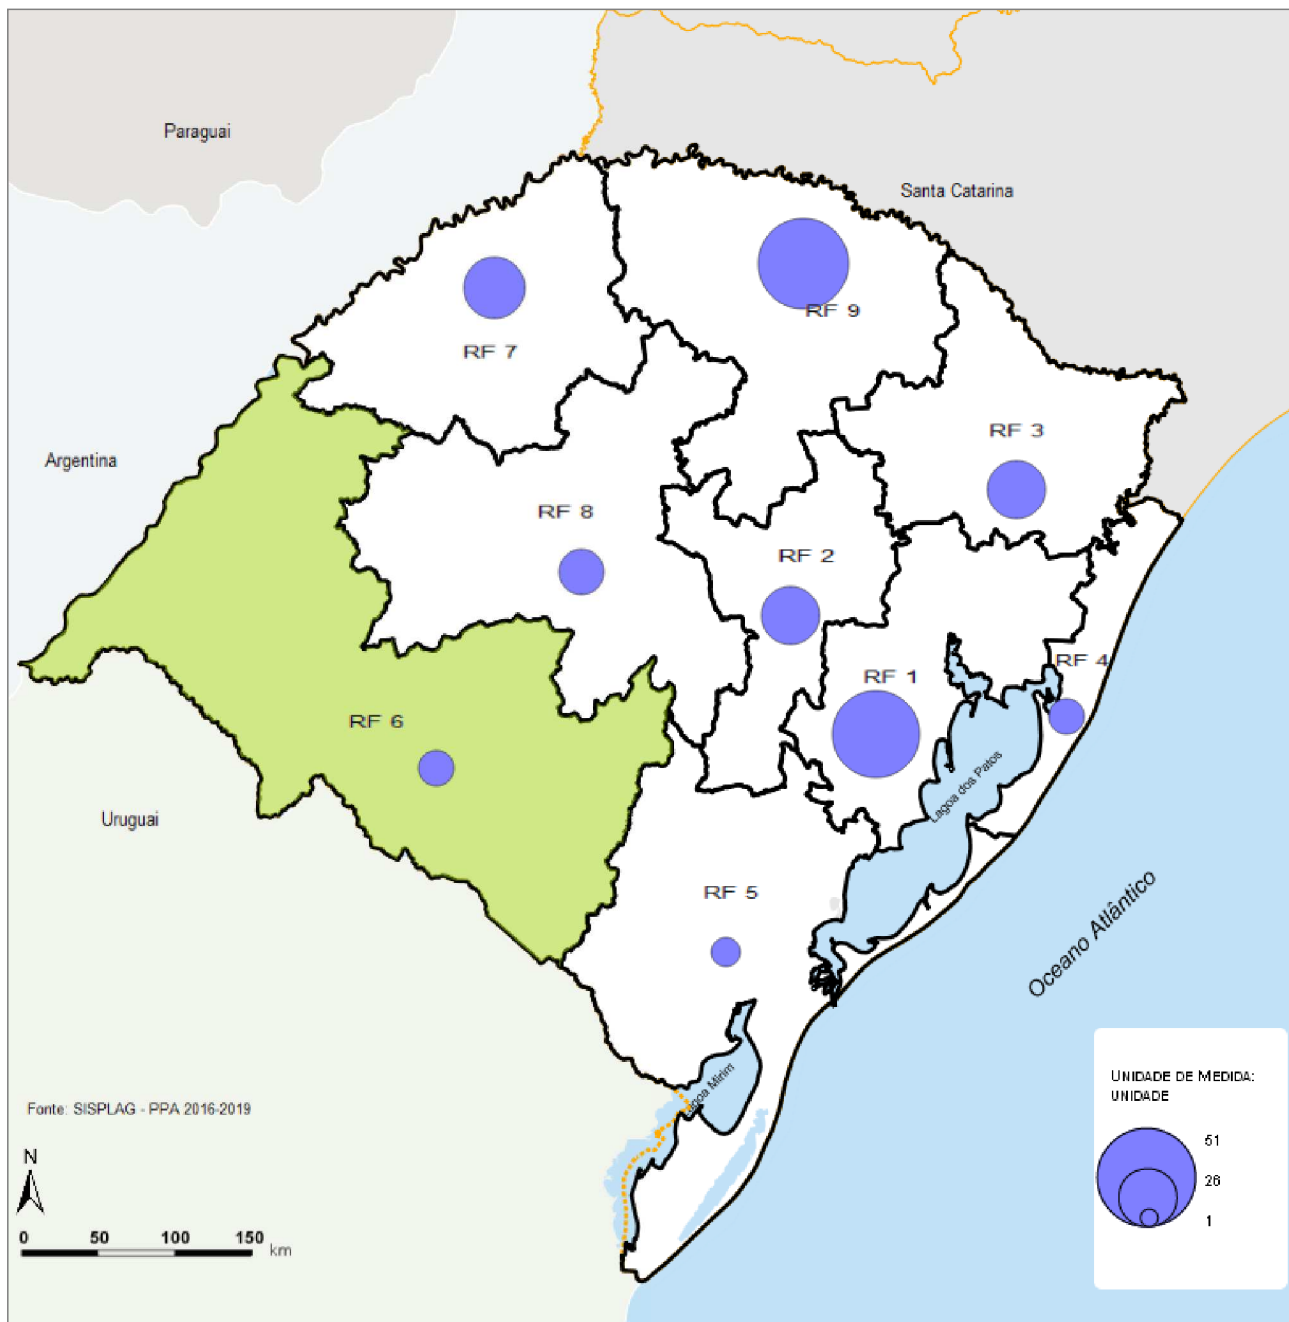 Paraguai
Santa Catarina
RF 9
RF 7
RF 3
Argentina
RF 8
RF 2
RF 4
RF 1
RF 6
Lagoa dos Patos
Uruguai
RF 5
Oceano Atlântico
Lagoa Mirim
UNIDADE DE MEDIDA:
UNIDADE
51
26
1
Fonte: SISPLAG - PPA 2016-2019
N
0 50 100 150 km